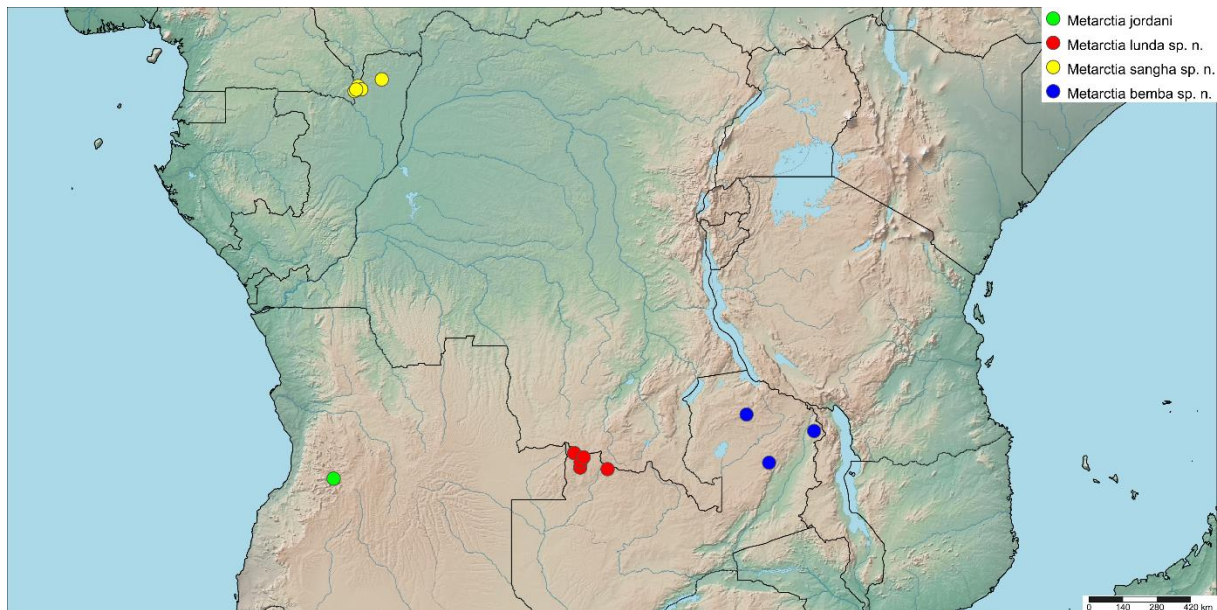 Metarctia jordani
Metarctia lunda sp. n.
Metarctia sangha sp. n.
Metarctia bemba sp. n.
0 140 280 420 km